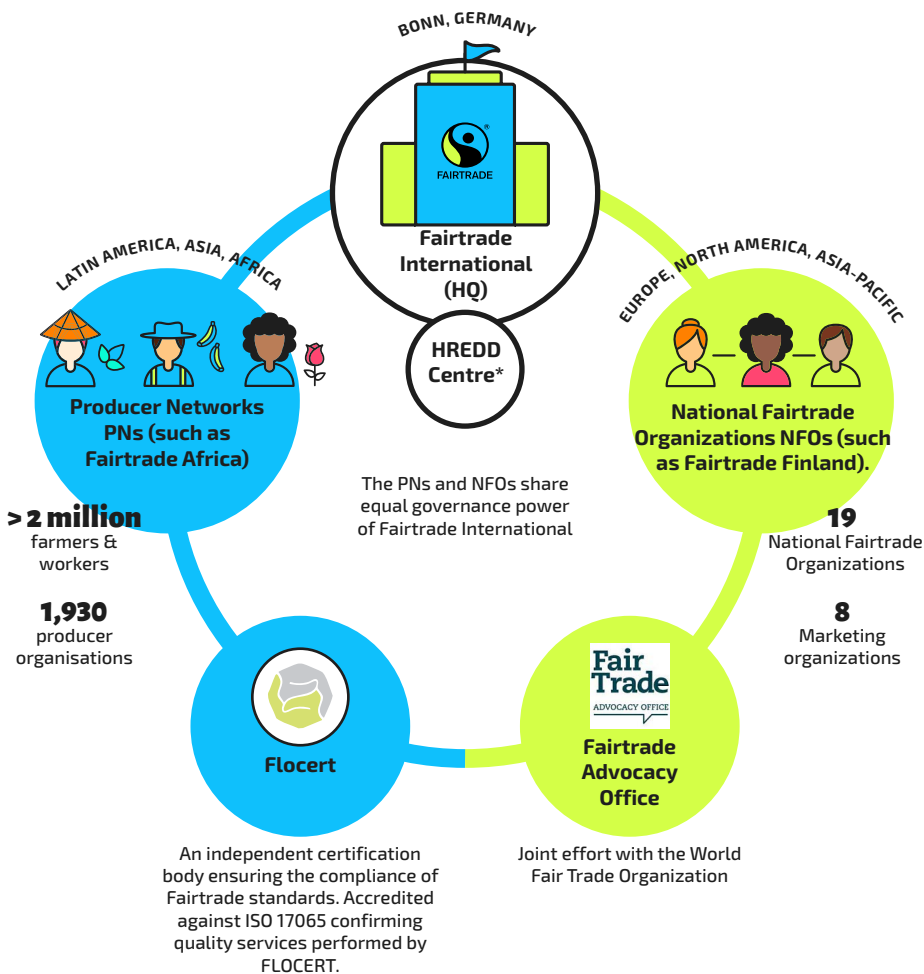 BONN, GERMANY
®
FAIRTRADE
Fairtrade
International
(HQ)
HREDD
Centre*
LATIN AMERICA, ASIA, AFRICA
Producer Networks
PNs (such as
Fairtrade Africa)
> 2 million
farmers &
workers
1,930
producer
organisations
The PNs and NFOs share
equal governance power
of Fairtrade International
EUROPE, NORTH AMERICA, ASIA-PACIFIC
National Fairtrade
Organizations NFOs (such
as Fairtrade Finland).
19
National Fairtrade
Organizations
8
Marketing
organizations
Flocert
An independent certification
body ensuring the compliance of
Fairtrade standards. Accredited
against ISO 17065 confirming
quality services performed by
FLOCERT.
Fair
Trade
ADVOCACY OFFICE
Fairtrade
Advocacy
Office
Joint effort with the World
Fair Trade Organization